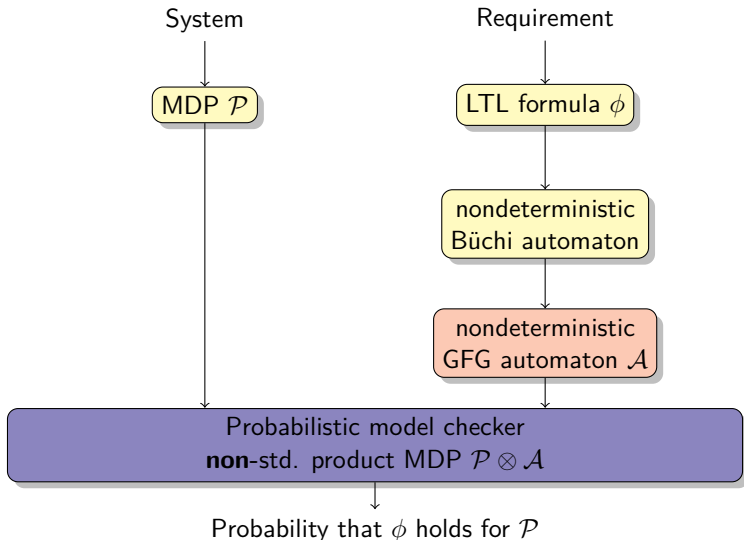 System
Requirement
MDP 𝒫
LTL formula ϕ
nondeterministic
Büchi automaton
nondeterministic
GFG automaton 𝒜
Probabilistic model checker
non-std. product MDP 𝒫 ⊗ 𝒜
Probability that ϕ holds for 𝒫